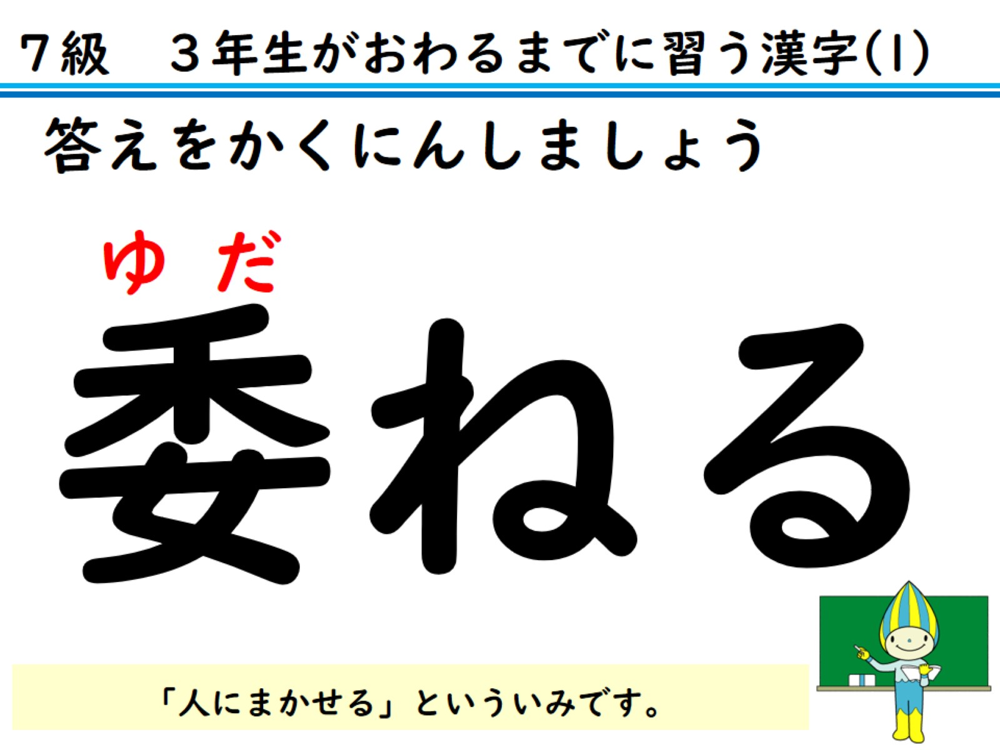 ７級　３年生がおわるまでに習う漢字(1)
答えをかくにんしましょう
ゆだ
委ねる
「人にまかせる」といういみです。